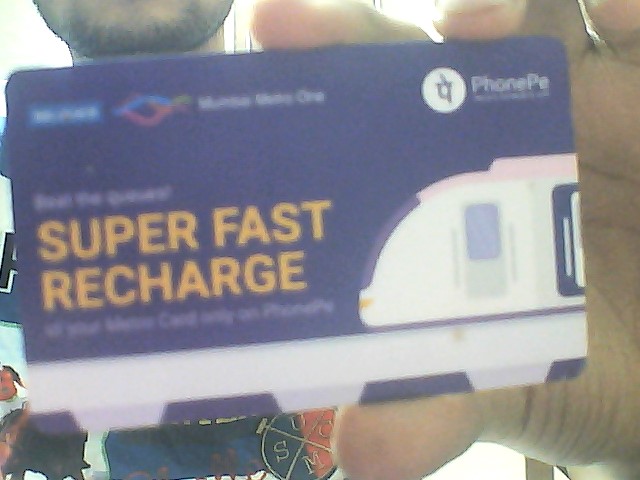 Mumbai Metro One
पे PhonePe
Beat the queues!
SUPER FAST
RECHARGE
of your Metro Card only on PhonePe
S M